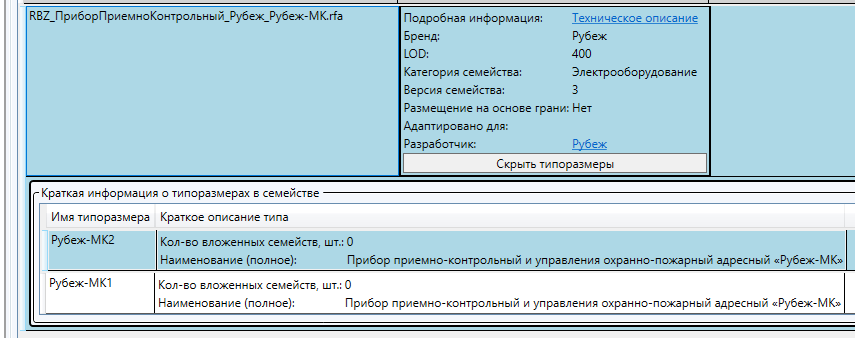 RBZ_ПриборПриемноКонтрольный_Рубеж_Рубеж-МК.rfa
Подробная информация: Техническое описание
Бренд: Рубеж
LOD: 400
Категория семейства: Электрооборудование
Версия семейства: 3
Размещение на основе грани: Нет
Адаптировано для:
Разработчик: Рубеж
Скрыть типоразмеры
Краткая информация о типоразмерах в семействе
Имя типоразмера Краткое описание типа
Рубеж-МК2 Кол-во вложенных семейств, шт.: 0
Наименование (полное): Прибор приемно-контрольный и управления охранно-пожарный адресный «Рубеж-МК»
Рубеж-МК1 Кол-во вложенных семейств, шт.: 0
Наименование (полное): Прибор приемно-контрольный и управления охранно-пожарный адресный «Рубеж-МК»